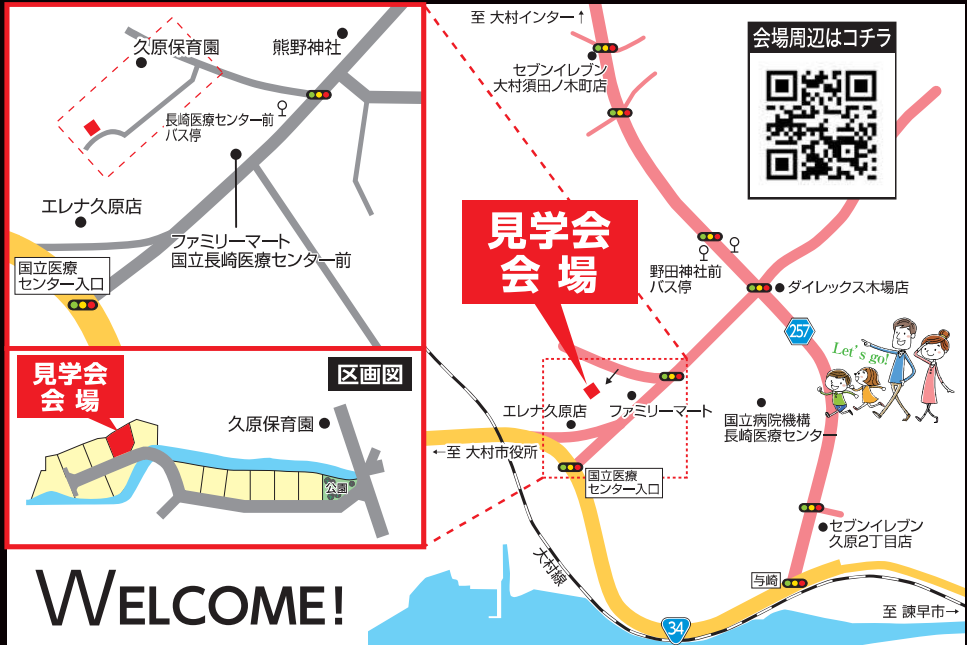 久原保育園
熊野神社
長崎医療センター前
バス停
エレナ久原店
ファミリーマート
国立長崎医療センター前
国立医療
センター入口
見学会
会場
区画図
久原保育園
公園
WELCOME!
至 大村インター↑
セブンイレブン
大村須田ノ木町店
会場周辺はコチラ
見学会
会場
野田神社前
バス停
ダイレックス木場店
257
Let's go!
エレナ久原店
ファミリーマート
国立病院機構
長崎医療センター
←至 大村市役所
国立医療
センター入口
セブンイレブン
久原2丁目店
大村線
与崎
至 諫早市→
34